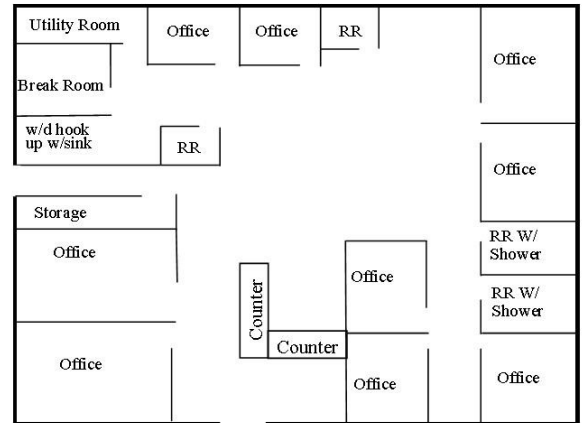 Utility Room
Office
Office
RR
Office
Break Room
w/d hook
up w/sink
RR
Office
Storage
Office
RR W/
Shower
Office
RR W/
Shower
Counter
Counter
Office
Office
Office